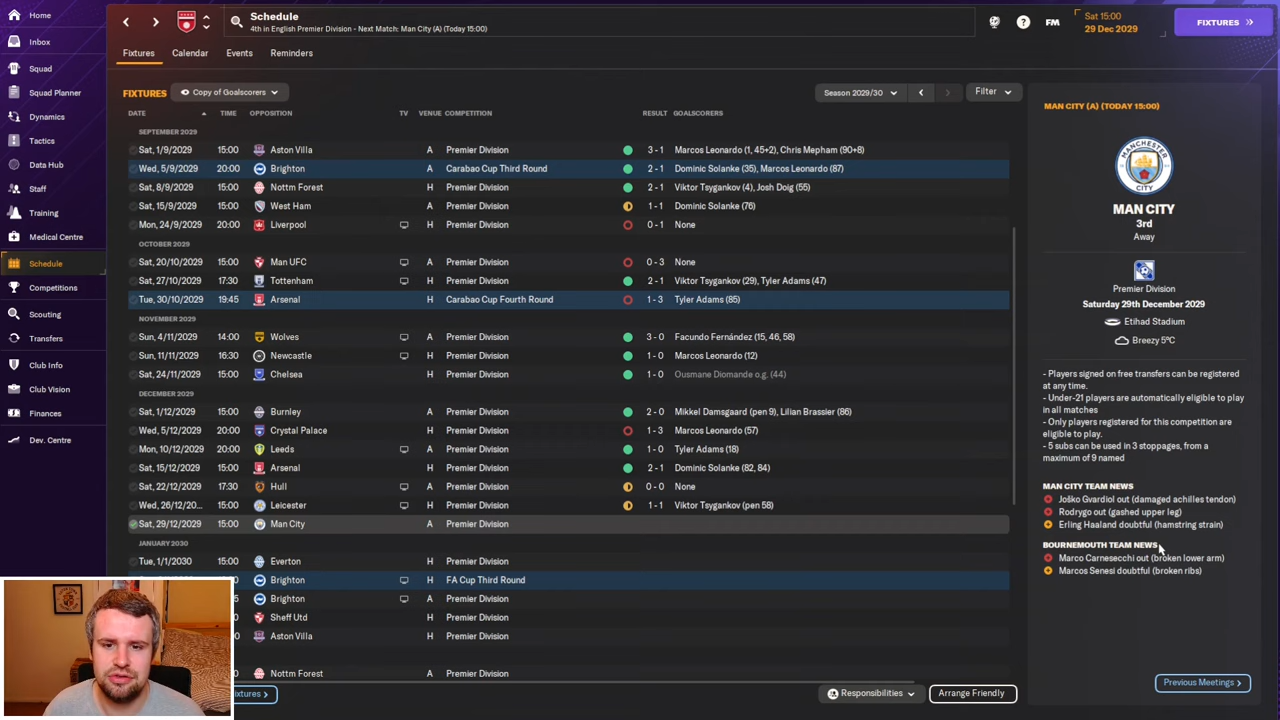 Home
Inbox
Squad
Squad Planner
Dynamics
Tactics
Data Hub
Staff
Training
Medical Centre
Schedule
Competitions
Scouting
Transfers
Club Info
Club Vision
Finances
Dev. Centre
Schedule
4th in English Premier Division - Next Match: Man City (A) (Today 15:00)
FM
Sat 15:00
29 Dec 2029
FIXTURES
Fixtures Calendar Events Reminders
FIXTURES Copy of Goalscorers Season 2029/30 Filter
DATE TIME OPPOSITION TV VENUE COMPETITION RESULT GOALSCORERS
SEPTEMBER 2029
Sat, 1/9/2029 15:00 Aston Villa A Premier Division 3 - 1 Marcos Leonardo (1, 45+2), Chris Mepham (90+8)
Wed, 5/9/2029 20:00 Brighton A Carabao Cup Third Round 2 - 1 Dominic Solanke (35), Marcos Leonardo (87)
Sat, 8/9/2029 15:00 Nottm Forest H Premier Division 2 - 1 Viktor Tsygankov (4), Josh Doig (55)
Sat, 15/9/2029 15:00 West Ham A Premier Division 1 - 1 Dominic Solanke (76)
Mon, 24/9/2029 20:00 Liverpool H Premier Division 0 - 1 None
OCTOBER 2029
Sat, 20/10/2029 15:00 Man UFC A Premier Division 0 - 3 None
Sat, 27/10/2029 17:30 Tottenham H Premier Division 2 - 1 Viktor Tsygankov (29), Tyler Adams (47)
Tue, 30/10/2029 19:45 Arsenal H Carabao Cup Fourth Round 1 - 3 Tyler Adams (85)
NOVEMBER 2029
Sun, 4/11/2029 14:00 Wolves A Premier Division 3 - 0 Facundo Fernández (15, 46, 58)
Sun, 11/11/2029 16:30 Newcastle H Premier Division 1 - 0 Marcos Leonardo (12)
Sat, 24/11/2029 15:00 Chelsea H Premier Division 1 - 0 Ousmane Diomande o.g. (44)
DECEMBER 2029
Sat, 1/12/2029 15:00 Burnley A Premier Division 2 - 0 Mikkel Damsgaard (pen 9), Lilian Brassier (86)
Wed, 5/12/2029 20:00 Crystal Palace H Premier Division 1 - 3 Marcos Leonardo (57)
Mon, 10/12/2029 20:00 Leeds A Premier Division 1 - 0 Tyler Adams (18)
Sat, 15/12/2029 15:00 Arsenal H Premier Division 2 - 1 Dominic Solanke (82, 84)
Sat, 22/12/2029 17:30 Hull A Premier Division 0 - 0 None
Wed, 26/12/20... 15:00 Leicester H Premier Division 1 - 1 Viktor Tsygankov (pen 58)
Sat, 29/12/2029 15:00 Man City A Premier Division
JANUARY 2030
Tue, 1/1/2030 15:00 Everton A Premier Division
Brighton H FA Cup Third Round
Brighton H Premier Division
Sheff Utd H Premier Division
Aston Villa H Premier Division
Nottm Forest A Premier Division
Responsibilities Arrange Friendly
MAN CITY (A) (TODAY 15:00)
MANCHESTER
CITY
MAN CITY
3rd
Away
Premier Division
Saturday 29th December 2029
Etihad Stadium
Breezy 5°C
- Players signed on free transfers can be registered
at any time.
- Under-21 players are automatically eligible to play
in all matches
- Only players registered for this competition are
eligible to play.
- 5 subs can be used in 3 stoppages, from a
maximum of 9 named
MAN CITY TEAM NEWS
Joško Gvardiol out (damaged achilles tendon)
Rodrygo out (gashed upper leg)
Erling Haaland doubtful (hamstring strain)
BOURNEMOUTH TEAM NEWS
Marco Carnesecchi out (broken lower arm)
Marcos Senesi doubtful (broken ribs)
Previous Meetings